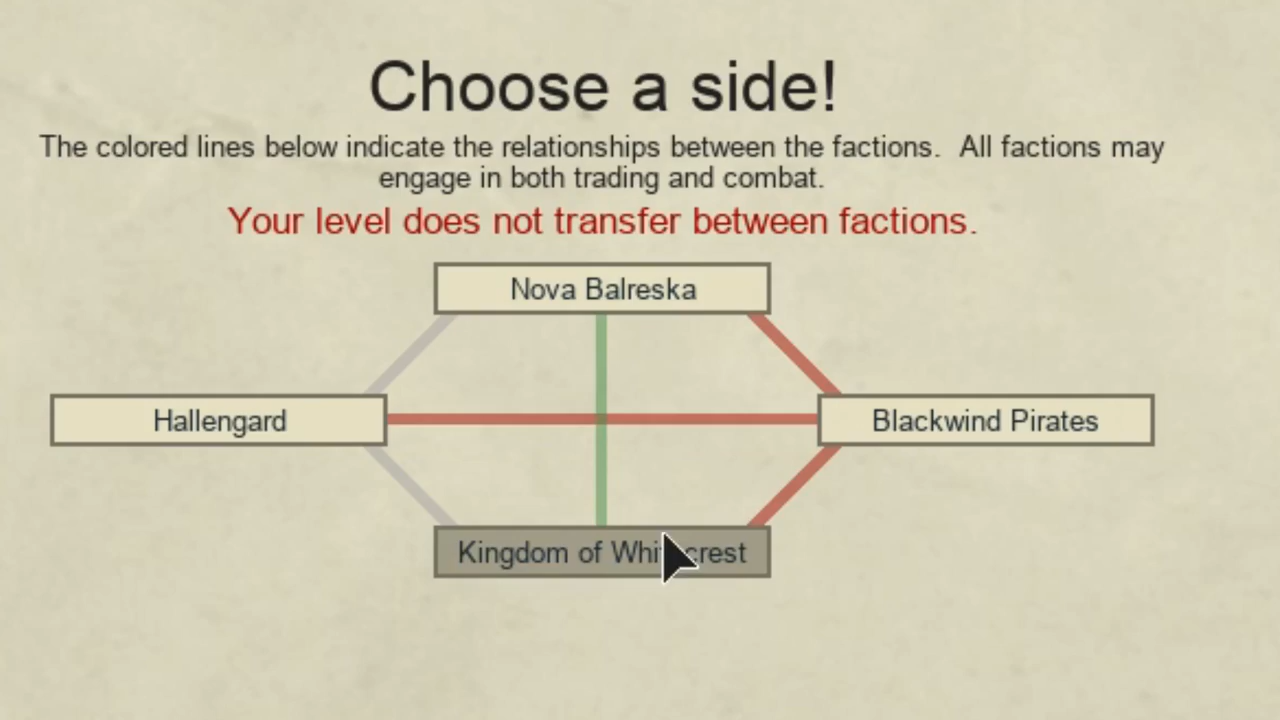 Choose a side!
The colored lines below indicate the relationships between the factions.  All factions may
engage in both trading and combat.
Your level does not transfer between factions.
Nova Balreska
Hallengard
Blackwind Pirates
Kingdom of Whitecrest